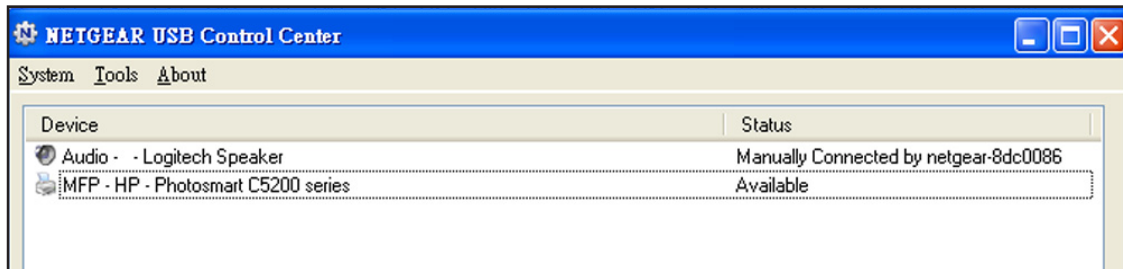 NETGEAR USB Control Center
System Tools About
Device Status
Audio - - Logitech Speaker Manually Connected by netgear-8dc0086
MFP - HP - Photosmart C5200 series Available